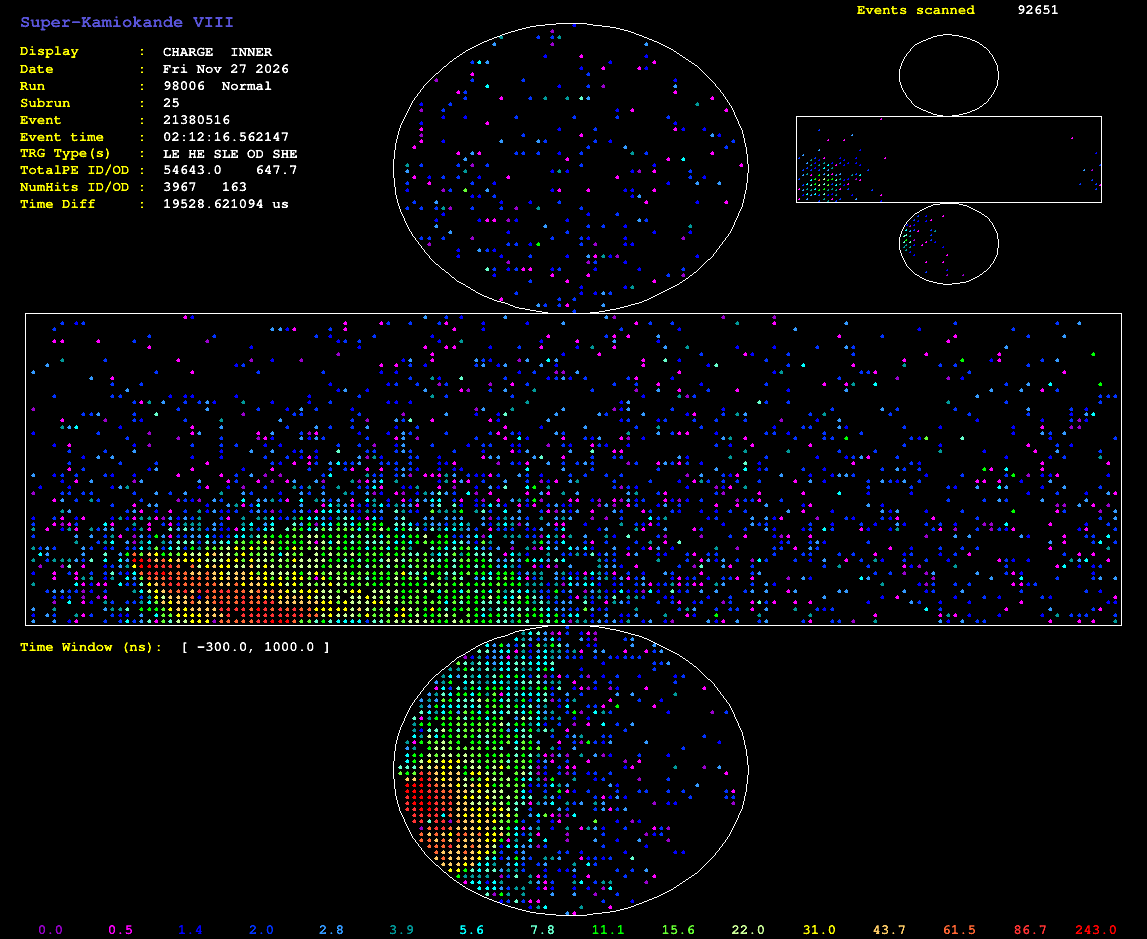 Super-Kamiokande VIII
Events scanned 92651
Display : CHARGE INNER
Date : Fri Nov 27 2026
Run : 98006 Normal
Subrun : 25
Event : 21380516
Event time : 02:12:16.562147
TRG Type(s) : LE HE SLE OD SHE
TotalPE ID/OD : 54643.0 647.7
NumHits ID/OD : 3967 163
Time Diff : 19528.621094 us
Time Window (ns): [ -300.0, 1000.0 ]
0.0 0.5 1.4 2.0 2.8 3.9 5.6 7.8 11.1 15.6 22.0 31.0 43.7 61.5 86.7 243.0